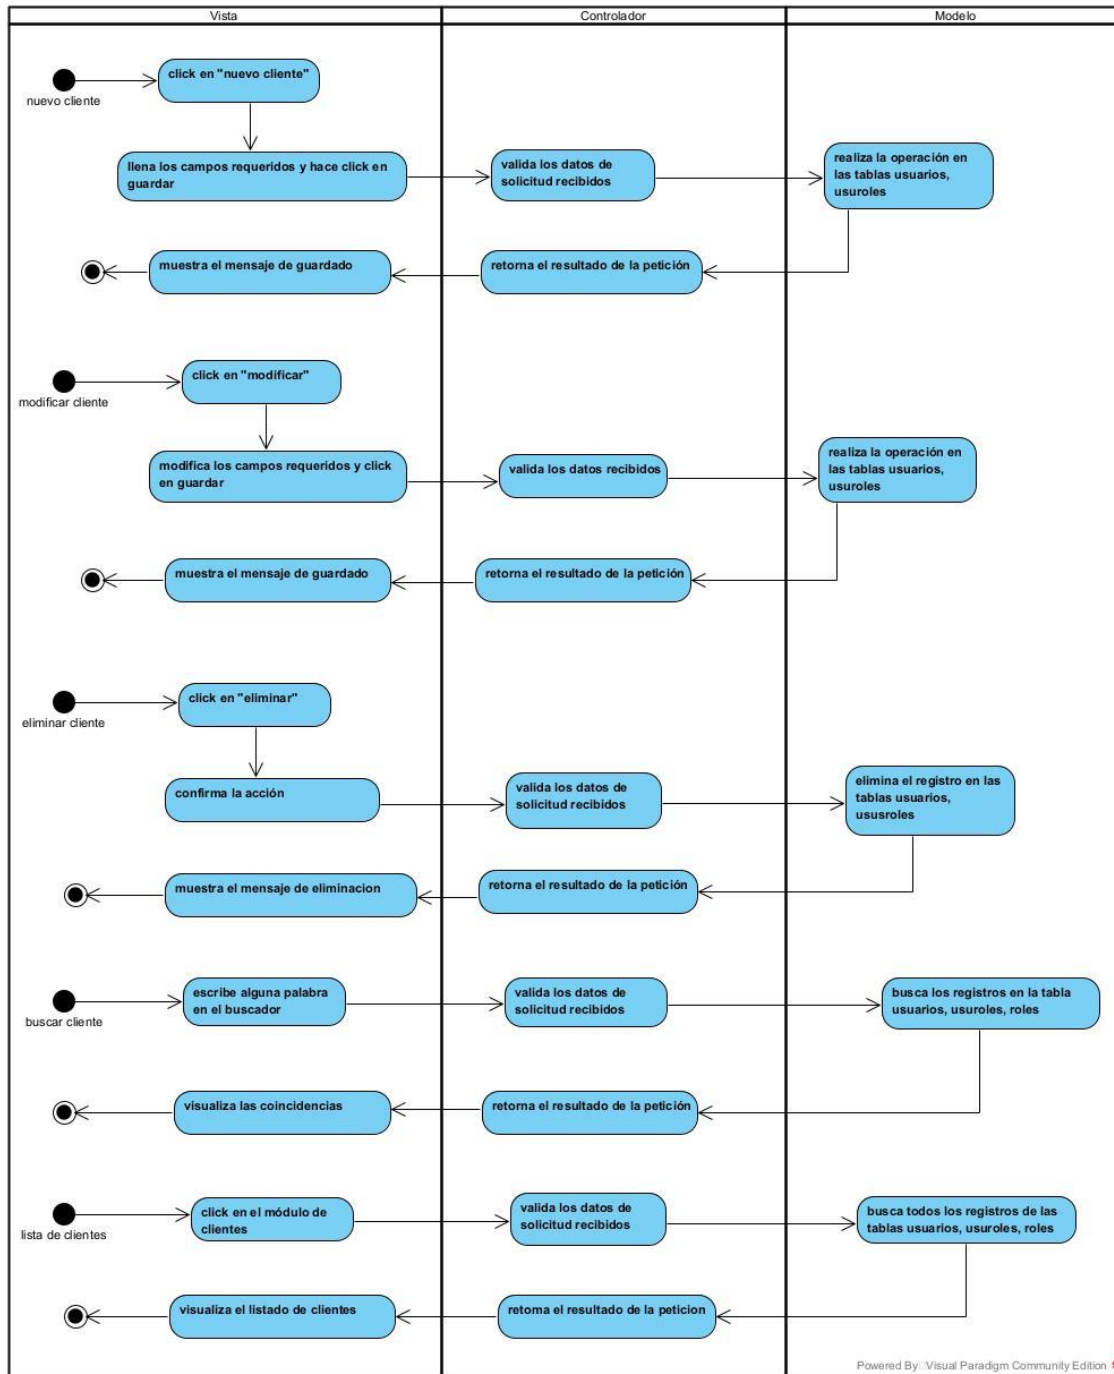 Vista Controlador Modelo
click en "nuevo cliente"
nuevo cliente
llena los campos requeridos y hace click en
guardar
valida los datos de
solicitud recibidos
realiza la operación en
las tablas usuarios,
usuroles
muestra el mensaje de guardado
retorna el resultado de la petición
click en "modificar"
modificar cliente
modifica los campos requeridos y click
en guardar
valida los datos recibidos
realiza la operación en
las tablas usuarios,
usuroles
muestra el mensaje de guardado
retorna el resultado de la petición
click en "eliminar"
eliminar cliente
confirma la acción
valida los datos de
solicitud recibidos
elimina el registro en las
tablas usuarios,
ususroles
muestra el mensaje de eliminacion
retorna el resultado de la petición
escribe alguna palabra
en el buscador
buscar cliente
valida los datos de
solicitud recibidos
busca los registros en la tabla
usuarios, usuroles, roles
visualiza las coincidencias
retorna el resultado de la petición
click en el módulo de
clientes
lista de clientes
valida los datos de
solicitud recibidos
busca todos los registros de las
tablas usuarios, usuroles, roles
visualiza el listado de clientes
retorna el resultado de la peticion
Powered By Visual Paradigm Community Edition